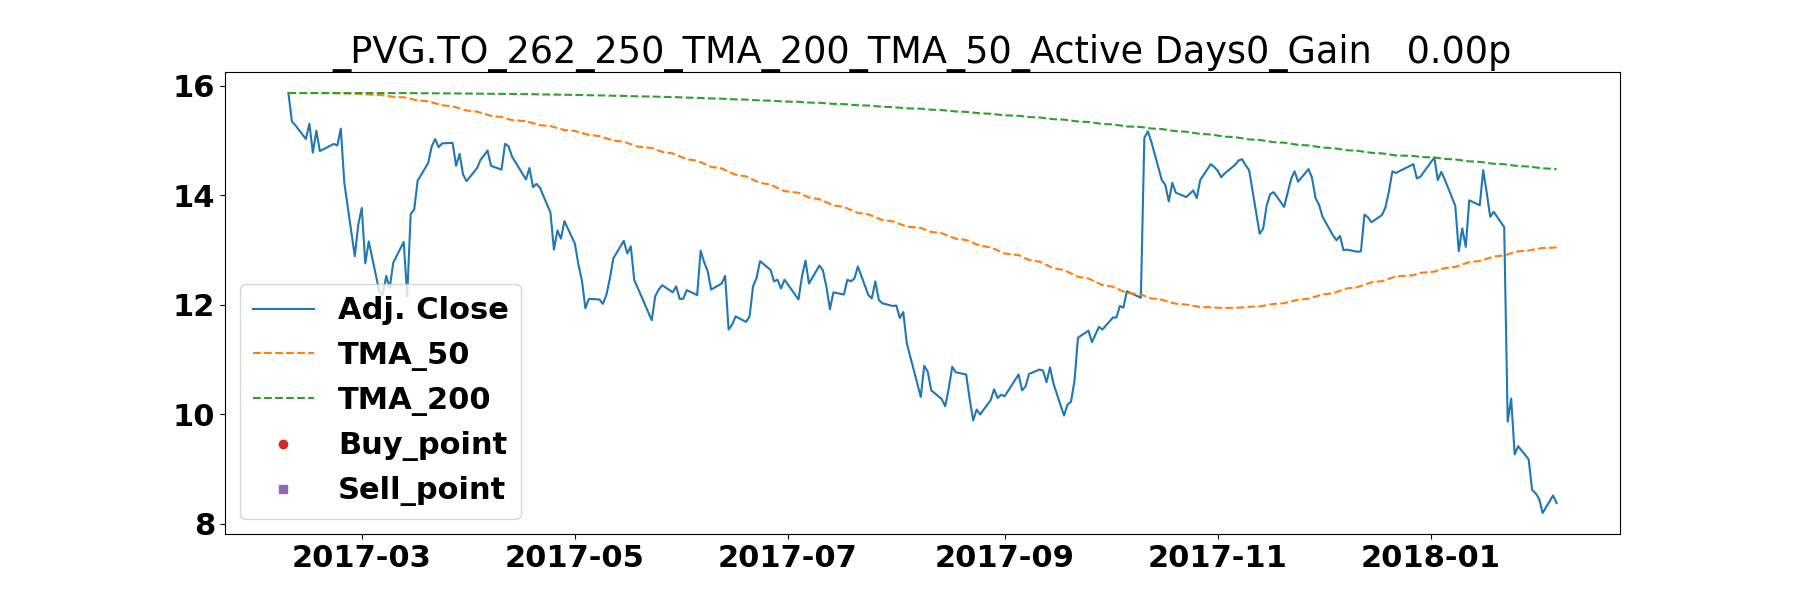 _PVG.TO_262_250_TMA_200_TMA_50_Active Days0_Gain   0.00p
16
14
12
10
8
Adj. Close
TMA_50
TMA_200
Buy_point
Sell_point
2017-03 2017-05 2017-07 2017-09 2017-11 2018-01